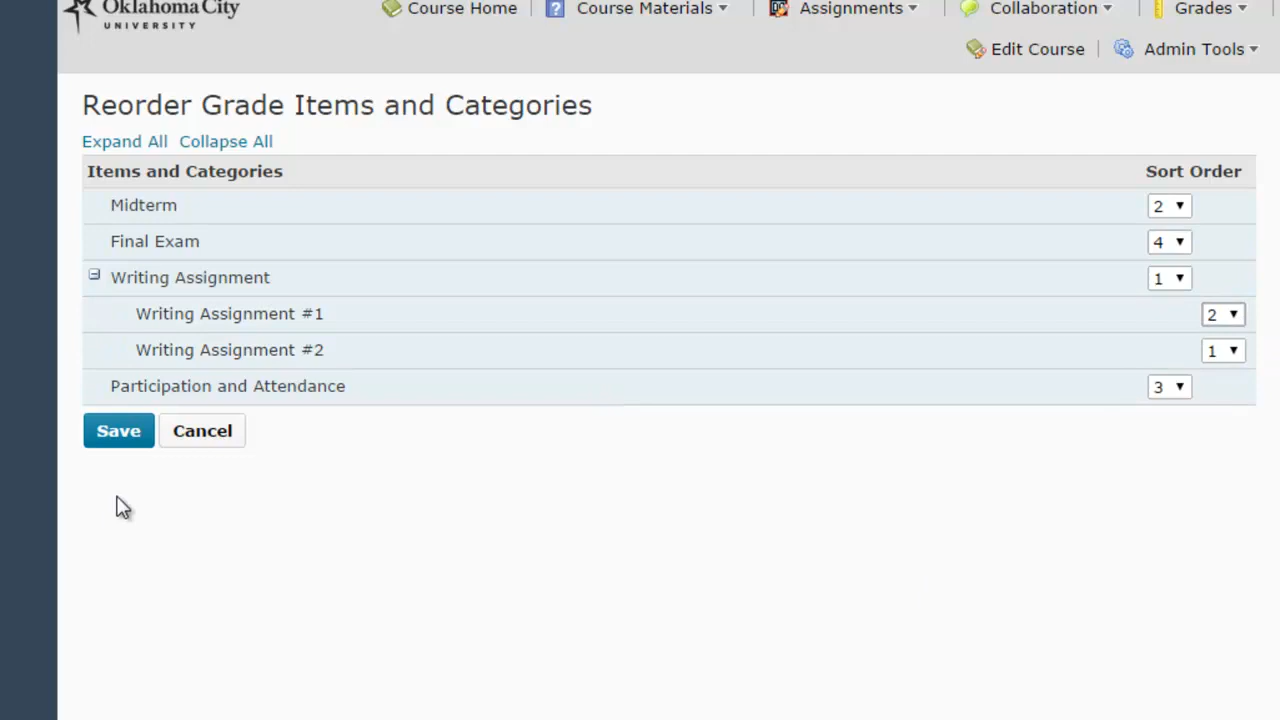 Oklahoma City
UNIVERSITY
Course Home
Course Materials
Assignments
Collaboration
Grades
Edit Course
Admin Tools
Reorder Grade Items and Categories
Expand All Collapse All
Items and Categories Sort Order
Midterm 2
Final Exam 4
Writing Assignment 1
Writing Assignment #1 2
Writing Assignment #2 1
Participation and Attendance 3
Save Cancel